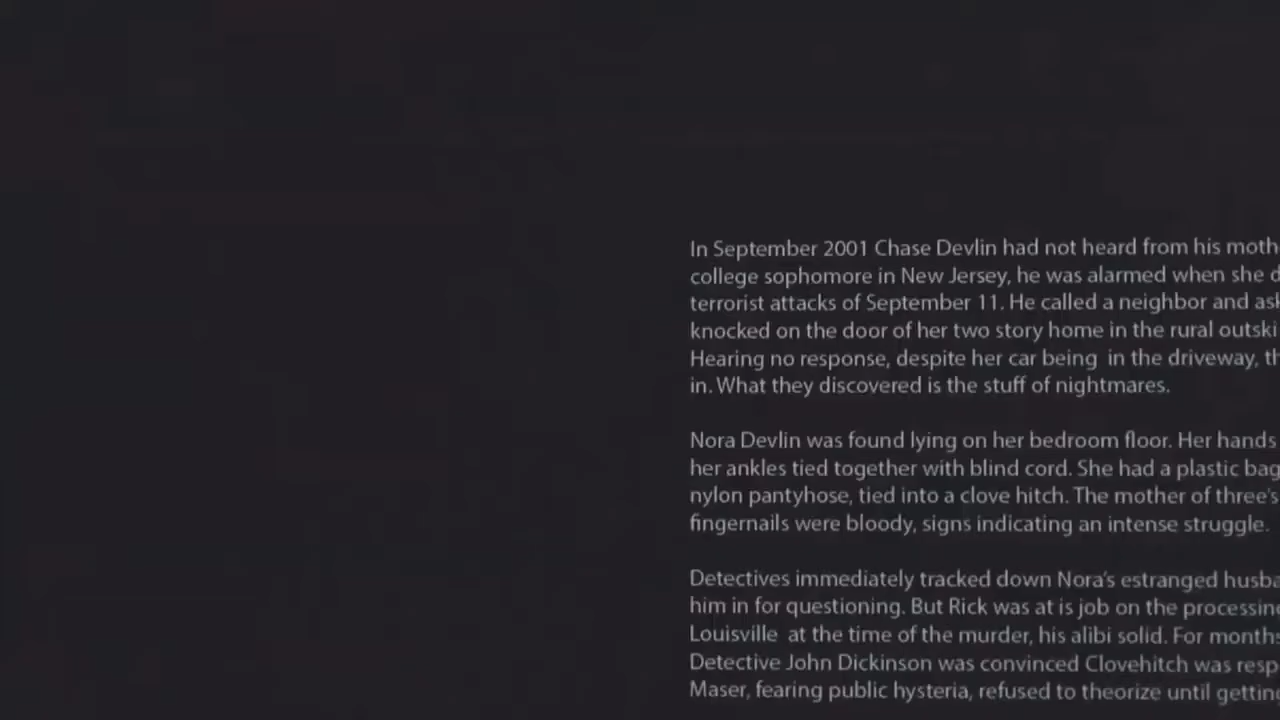 In September 2001 Chase Devlin had not heard from his moth
college sophomore in New Jersey, he was alarmed when she d
terrorist attacks of September 11. He called a neighbor and ask
knocked on the door of her two story home in the rural outski
Hearing no response, despite her car being in the driveway, th
in. What they discovered is the stuff of nightmares.
Nora Devlin was found lying on her bedroom floor. Her hands
her ankles tied together with blind cord. She had a plastic bag
nylon pantyhose, tied into a clove hitch. The mother of three's
fingernails were bloody, signs indicating an intense struggle.
Detectives immediately tracked down Nora's estranged husba
him in for questioning. But Rick was at is job on the processing
Louisville at the time of the murder, his alibi solid. For months
Detective John Dickinson was convinced Clovehitch was resp
Maser, fearing public hysteria, refused to theorize until getting